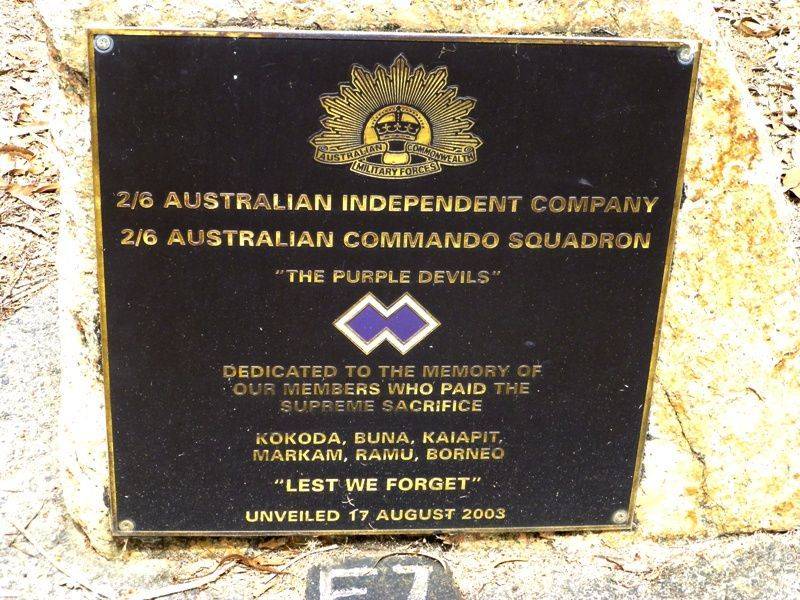 AUSTRALIAN COMMONWEALTH
MILITARY FORCES
2/6 AUSTRALIAN INDEPENDENT COMPANY
2/6 AUSTRALIAN COMMANDO SQUADRON
"THE PURPLE DEVILS"
DEDICATED TO THE MEMORY OF
OUR MEMBERS WHO PAID THE
SUPREME SACRIFICE
KOKODA, BUNA, KAIAPIT,
MARKAM, RAMU, BORNEO
"LEST WE FORGET"
UNVEILED 17 AUGUST 2003
E7